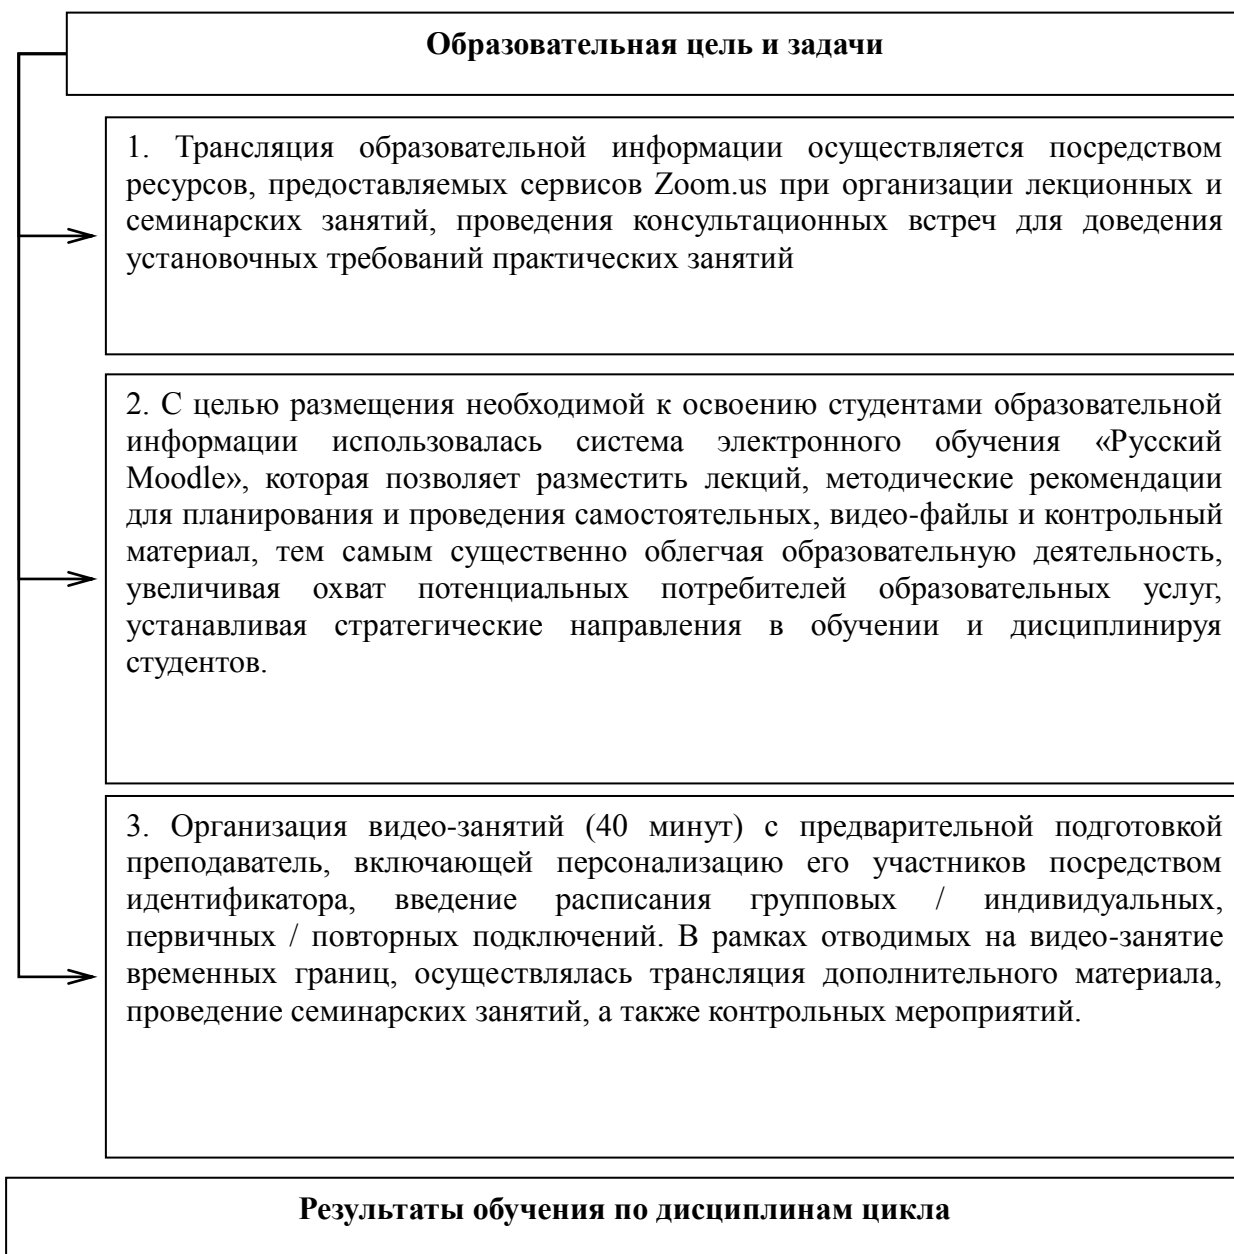 Образовательная цель и задачи
1. Трансляция образовательной информации осуществляется посредством
ресурсов, предоставляемых сервисов Zoom.us при организации лекционных и
семинарских занятий, проведения консультационных встреч для доведения
установочных требований практических занятий
2. С целью размещения необходимой к освоению студентами образовательной
информации использовалась система электронного обучения «Русский
Moodle», которая позволяет разместить лекций, методические рекомендации
для планирования и проведения самостоятельных, видео-файлы и контрольный
материал, тем самым существенно облегчая образовательную деятельность,
увеличивая охват потенциальных потребителей образовательных услуг,
устанавливая стратегические направления в обучении и дисциплинируя
студентов.
3. Организация видео-занятий (40 минут) с предварительной подготовкой
преподаватель, включающей персонализацию его участников посредством
идентификатора, введение расписания групповых / индивидуальных,
первичных / повторных подключений. В рамках отводимых на видео-занятие
временных границ, осуществлялась трансляция дополнительного материала,
проведение семинарских занятий, а также контрольных мероприятий.
Результаты обучения по дисциплинам цикла